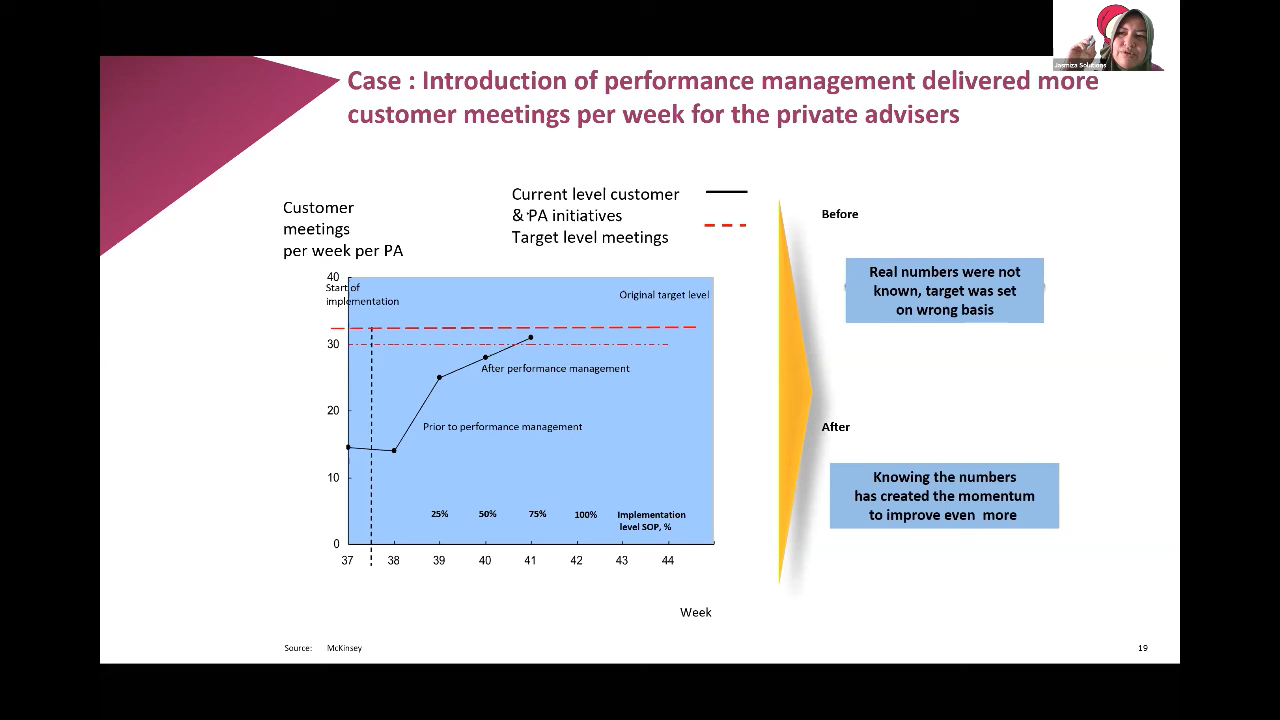 Jasmiza Solutions
Case : Introduction of performance management delivered more
customer meetings per week for the private advisers
Customer
meetings
per week per PA
Current level customer
& PA initiatives
Target level meetings
40
30
20
10
0
Start of
implementation
Original target level
After performance management
Prior to performance management
25% 50% 75% 100% Implementation
level SOP, %
37 38 39 40 41 42 43 44
Week
Before
Real numbers were not
known, target was set
on wrong basis
After
Knowing the numbers
has created the momentum
to improve even more
Source: McKinsey
19